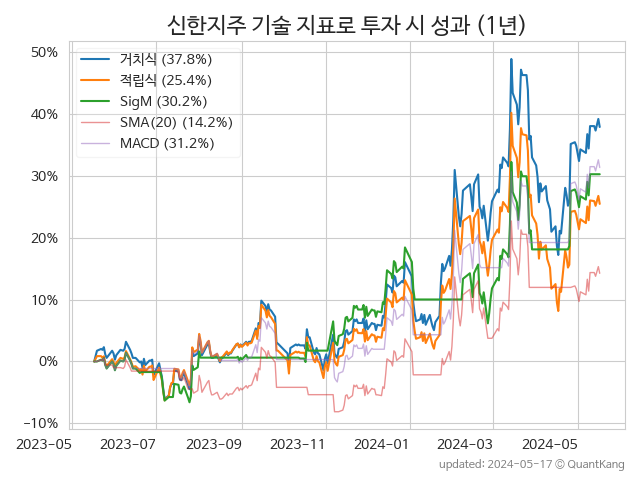 신한지주 기술 지표로 투자 시 성과 (1년)
거치식 (37.8%)
적립식 (25.4%)
SigM (30.2%)
SMA(20) (14.2%)
MACD (31.2%)
50%
40%
30%
20%
10%
0%
−10%
2023-05
2023-07
2023-09
2023-11
2024-01
2024-03
2024-05
updated: 2024-05-17 © QuantKang